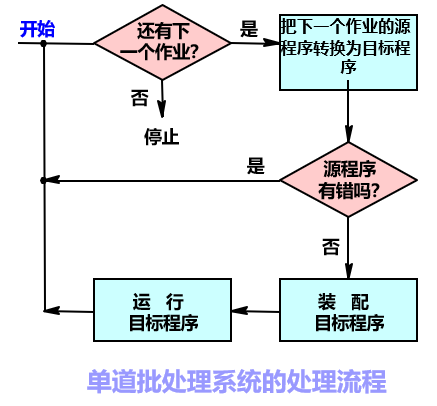 开始
还有下
一个作业?
是
把下一个作业的源
程序转换为目标程
序
否
停止
是
源程序
有错吗?
否
运 行
目标程序
装 配
目标程序
单道批处理系统的处理流程